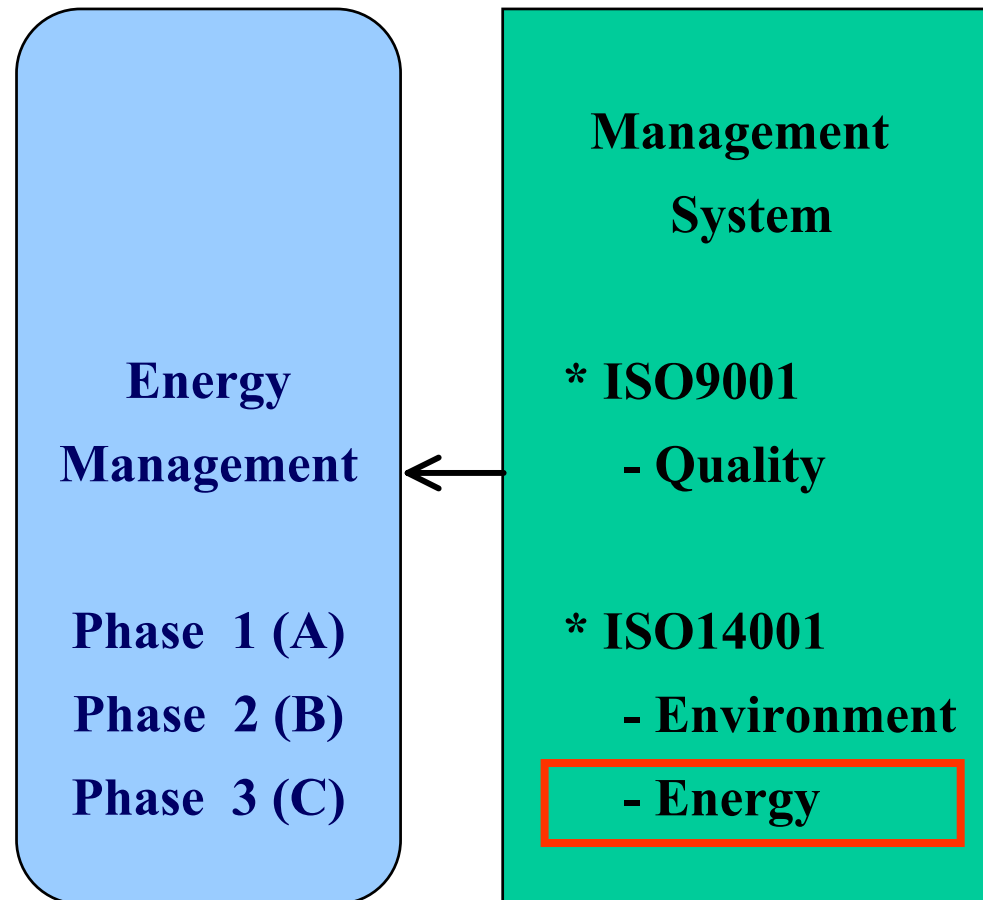 Energy
Management
Phase 1 (A)
Phase 2 (B)
Phase 3 (C)
Management
System
* ISO9001
- Quality
* ISO14001
- Environment
- Energy